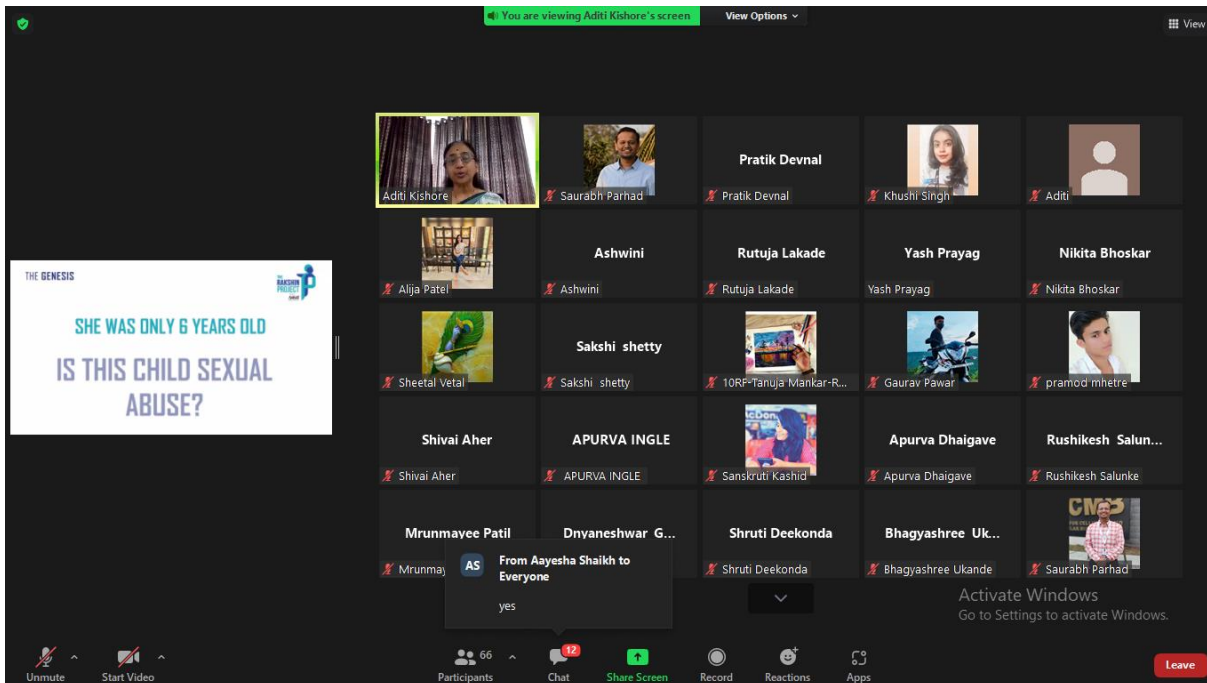 You are viewing Aditi Kishore's screen
View Options
View
THE GENESIS
THE
RAKSHIN
PROJECT
SHE WAS ONLY 6 YEARS OLD
IS THIS CHILD SEXUAL
ABUSE?
Aditi Kishore
Saurabh Parhad
Pratik Devnal
Pratik Devnal
Khushi Singh
Aditi
Alija Patel
Ashwini
Ashwini
Rutuja Lakade
Rutuja Lakade
Yash Prayag
Yash Prayag
Nikita Bhoskar
Nikita Bhoskar
Sheetal Vetal
Sakshi shetty
Sakshi shetty
10RF-Tanuja Mankar-R...
Gaurav Pawar
pramod mhetre
Shivai Aher
Shivai Aher
APURVA INGLE
APURVA INGLE
Sanskruti Kashid
Apurva Dhaigave
Apurva Dhaigave
Rushikesh Salun...
Rushikesh Salunke
Mrunmayee Patil
Mrunmay
Dnyaneshwar G...
Shruti Deekonda
Shruti Deekonda
Bhagyashree Uk...
Bhagyashree Ukande
CMB
Saurabh Parhad
AS
From Aayesha Shaikh to
Everyone
yes
Activate Windows
Go to Settings to activate Windows.
Unmute
Start Video
66
Participants
12
Chat
Share Screen
Record
Reactions
Apps
Leave